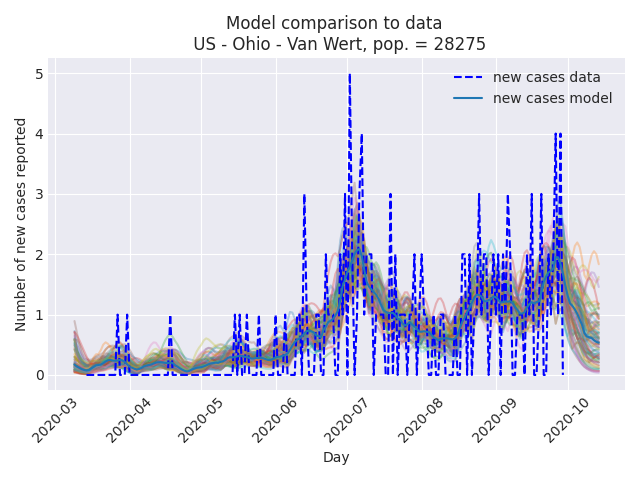 Model comparison to data
US - Ohio - Van Wert, pop. = 28275
new cases data
new cases model
Number of new cases reported
5
4
3
2
1
0
2020-03
2020-04
2020-05
2020-06
2020-07
2020-08
2020-09
2020-10
Day